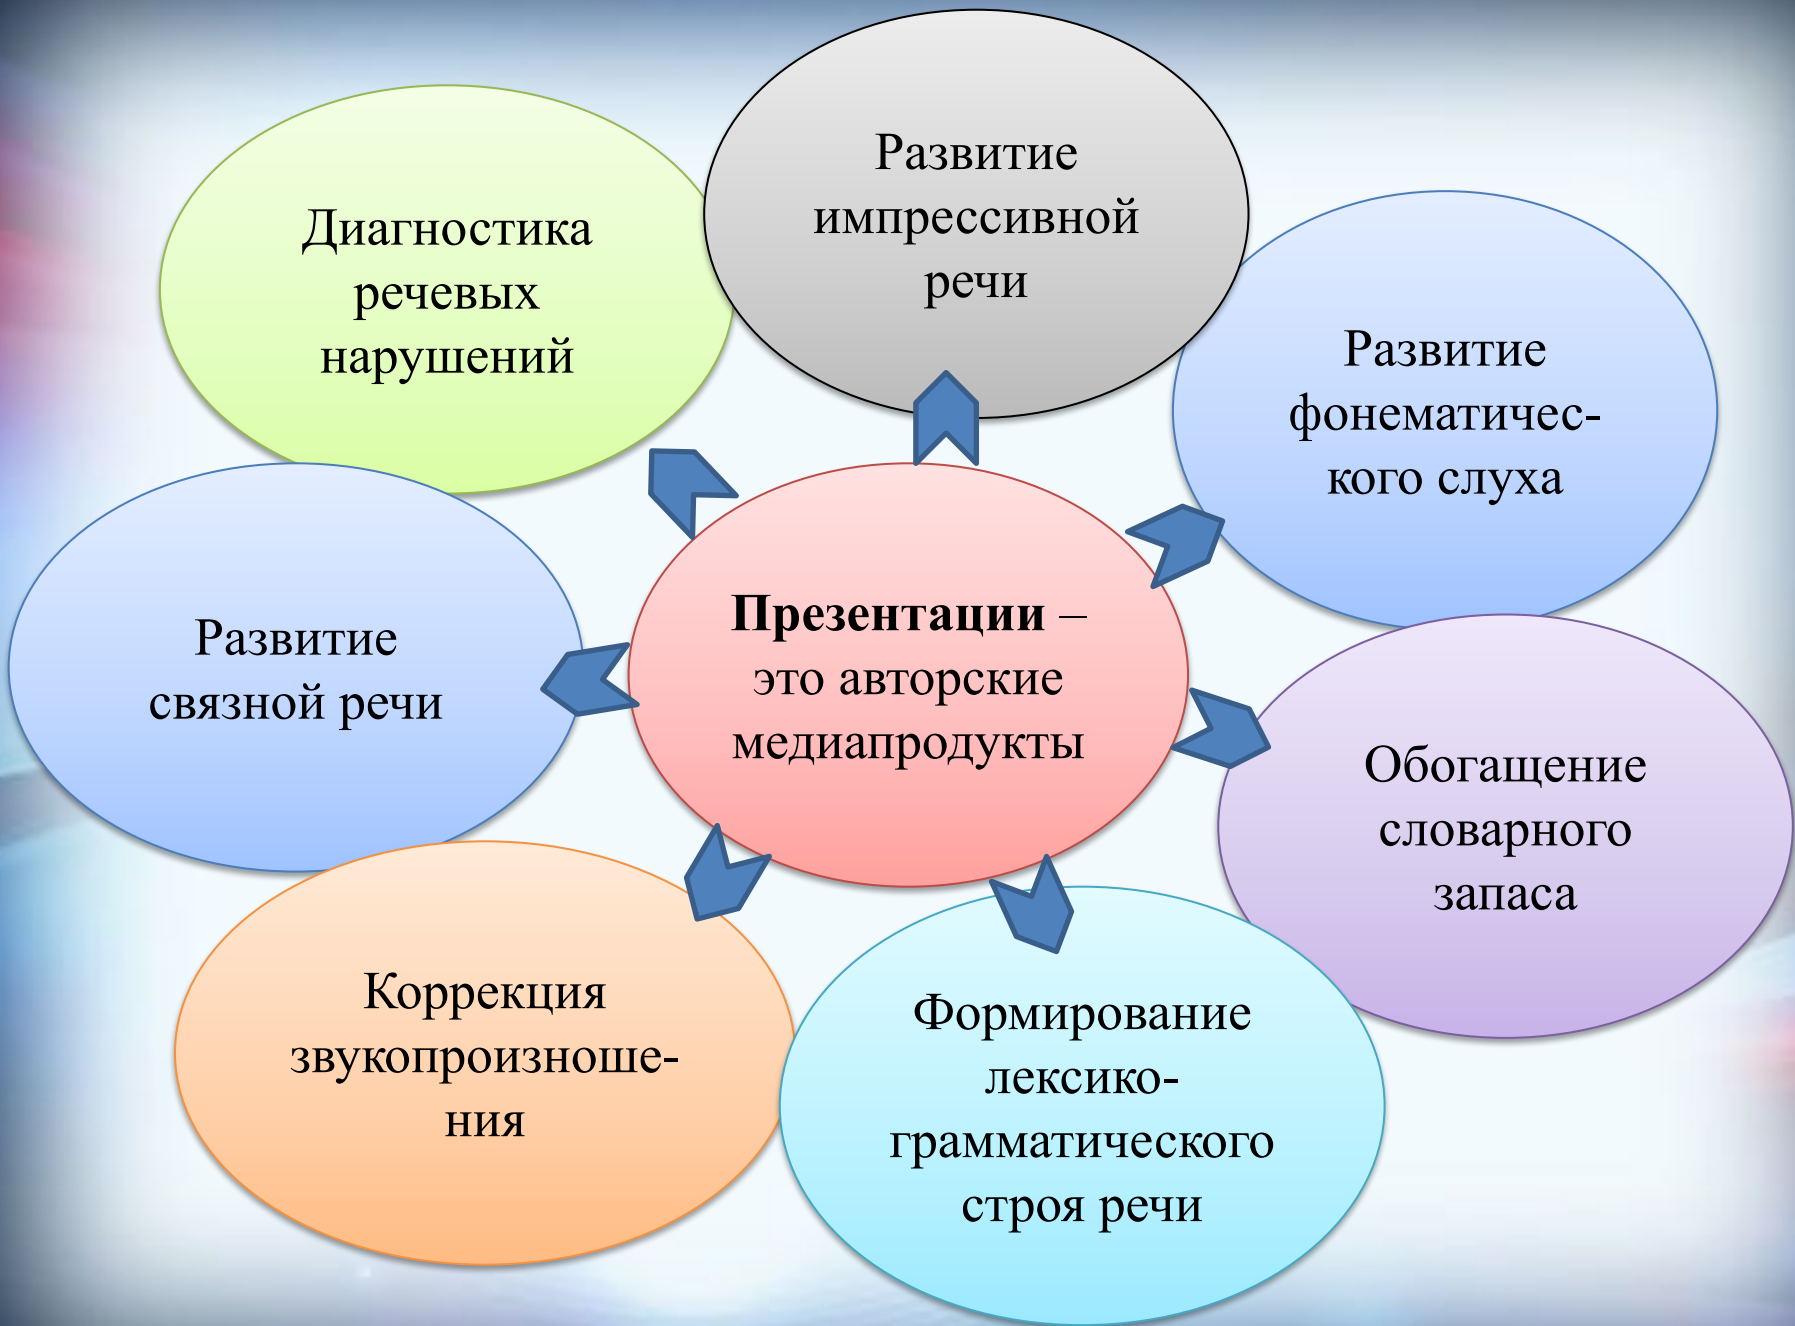 Развитие
импрессивной
речи
Диагностика
речевых
нарушений
Развитие
фонематичес-
кого слуха
Презентации –
это авторские
медиапродукты
Развитие
связной речи
Обогащение
словарного
запаса
Коррекция
звукопроизноше-
ния
Формирование
лексико-
грамматического
строя речи